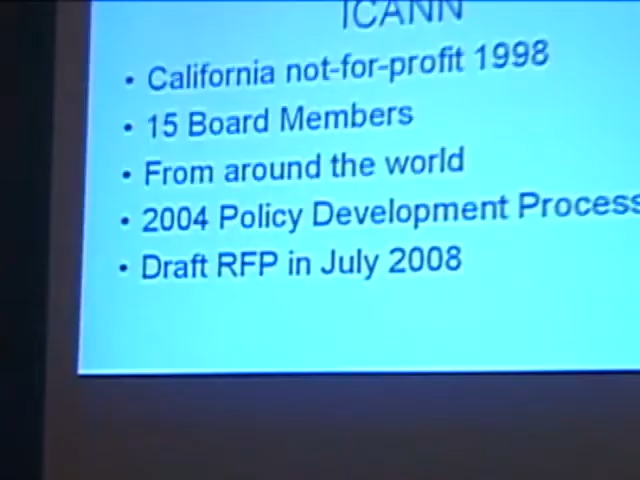 ICANN
• California not-for-profit 1998
• 15 Board Members
• From around the world
• 2004 Policy Development Process
• Draft RFP in July 2008